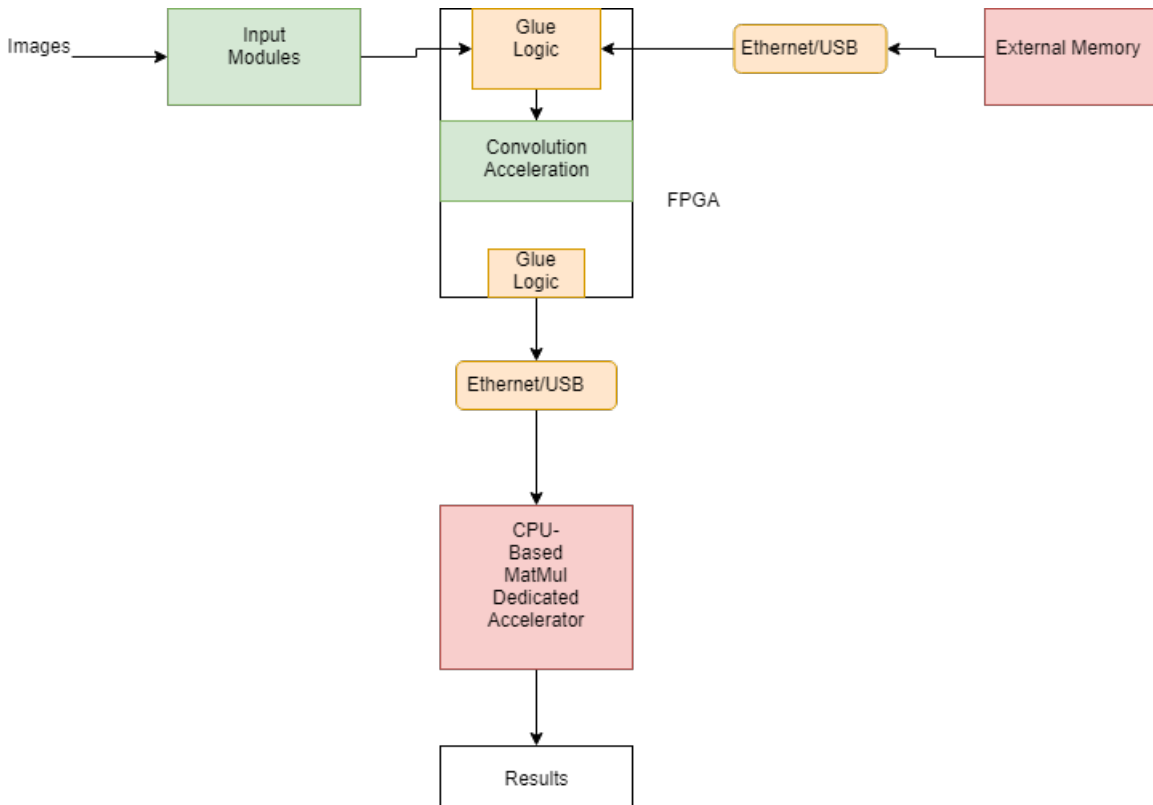 Images
Input
Modules
Glue
Logic
Ethernet/USB
External Memory
Convolution
Acceleration
FPGA
Glue
Logic
Ethernet/USB
CPU-
Based
MatMul
Dedicated
Accelerator
Results